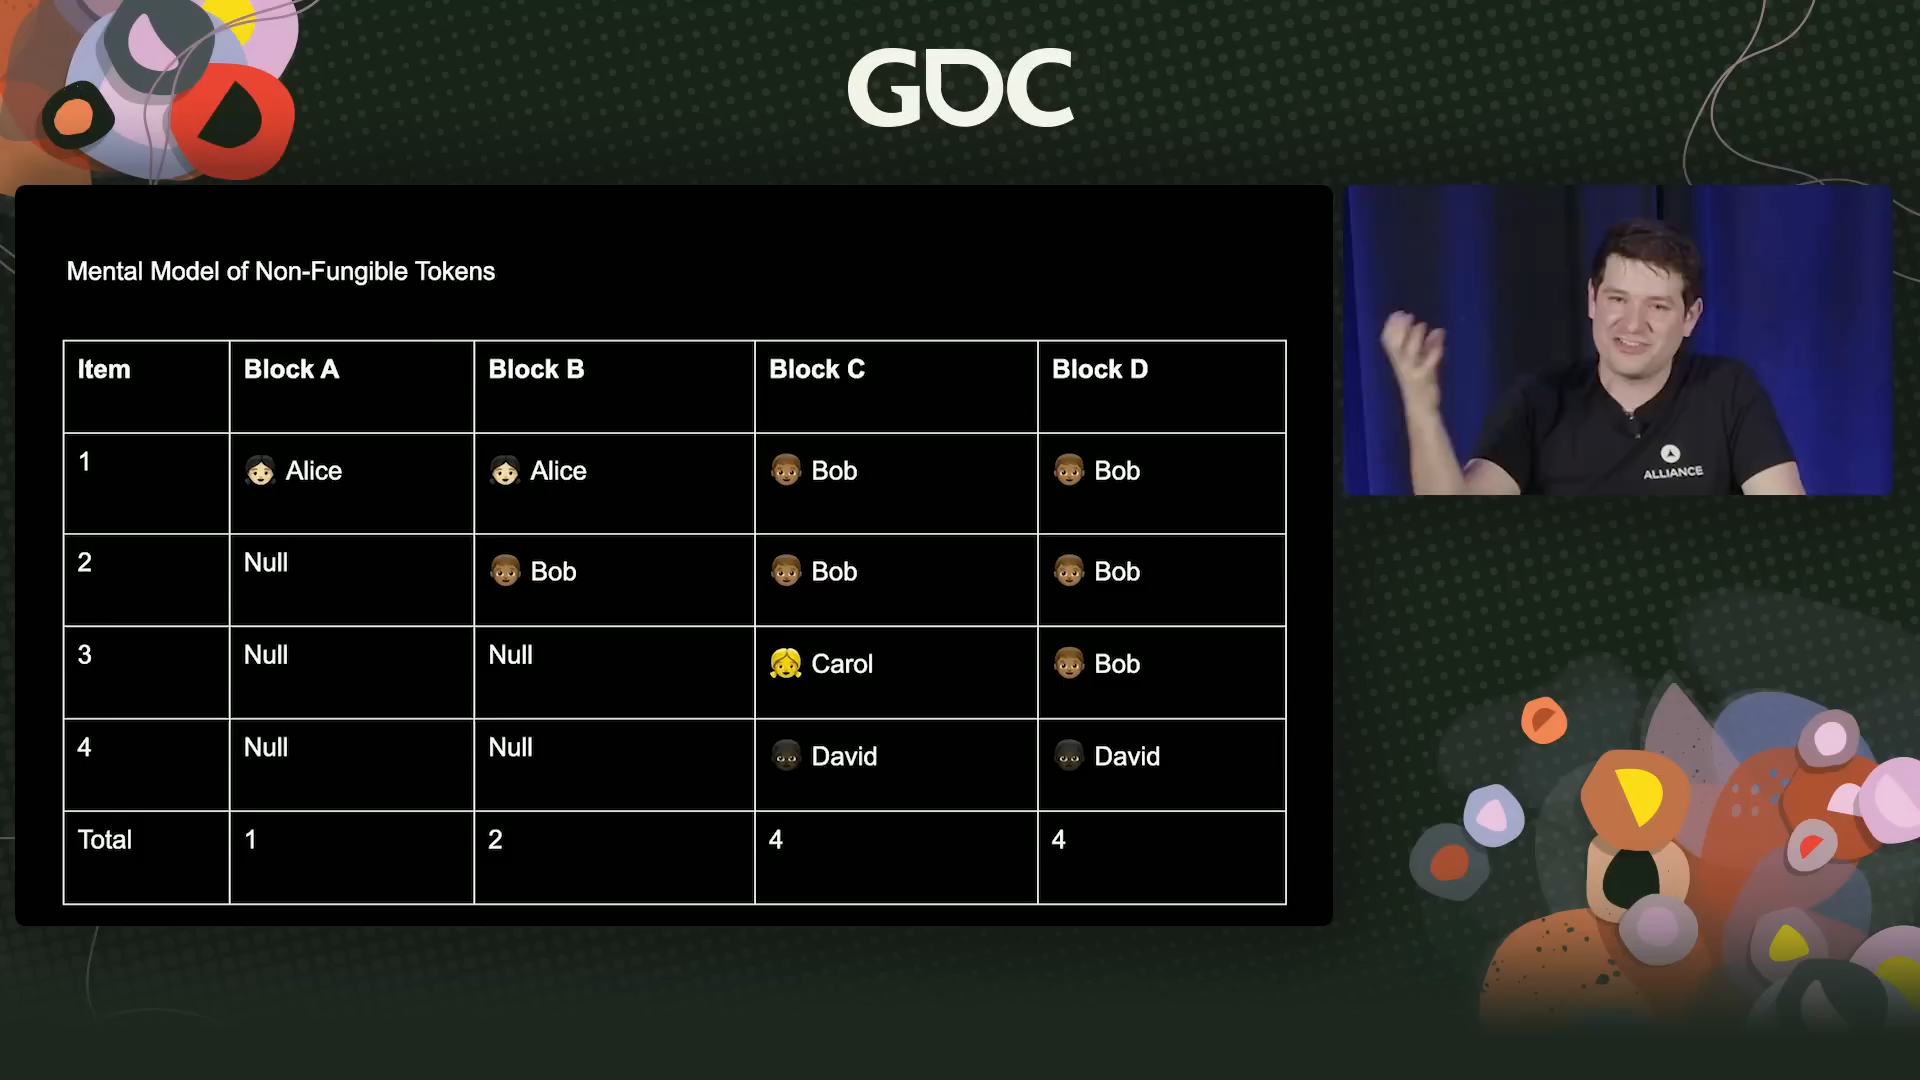 GDC
Mental Model of Non-Fungible Tokens
Item Block A Block B Block C Block D
1 Alice Alice Bob Bob
2 Null Bob Bob Bob
3 Null Null Carol Bob
4 Null Null David David
Total 1 2 4 4
ALLIANCE